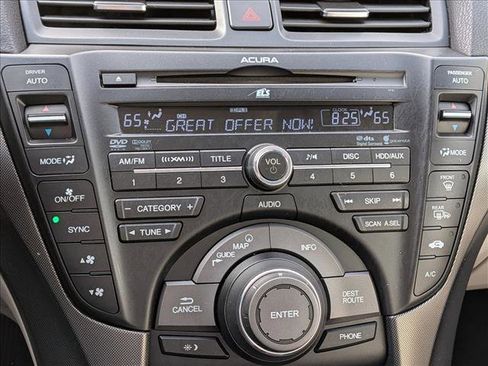 ACURA
DRIVER
AUTO
PASSENGER
AUTO
ELS
65
GREAT OFFER NOW!
CLOCK
8:25
65
DVD
dts
Digital Surround
MODE
MODE
AM/FM
XM
TITLE
VOL
DISC
HDD/AUX
1
2
3
4
5
6
ON/OFF
FRONT
- CATEGORY +
AUDIO
SKIP
REAR
SYNC
TUNE
SCAN A.SEL
MAP
GUIDE
INFO
A/C
CANCEL
ENTER
DEST
ROUTE
PHONE